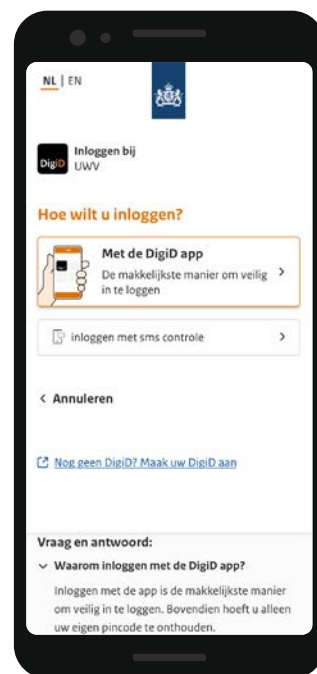 NL | EN
DigiD
Inloggen bij
UWV
Hoe wilt u inloggen?
Met de DigiD app
De makkelijkste manier om veilig
in te loggen
inloggen met sms controle
Annuleren
Nog geen DigiD? Maak uw DigiD aan
Vraag en antwoord:
Waarom inloggen met de DigiD app?
Inloggen met de app is de makkelijkste manier
om veilig in te loggen. Bovendien hoeft u alleen
uw eigen pincode te onthouden.